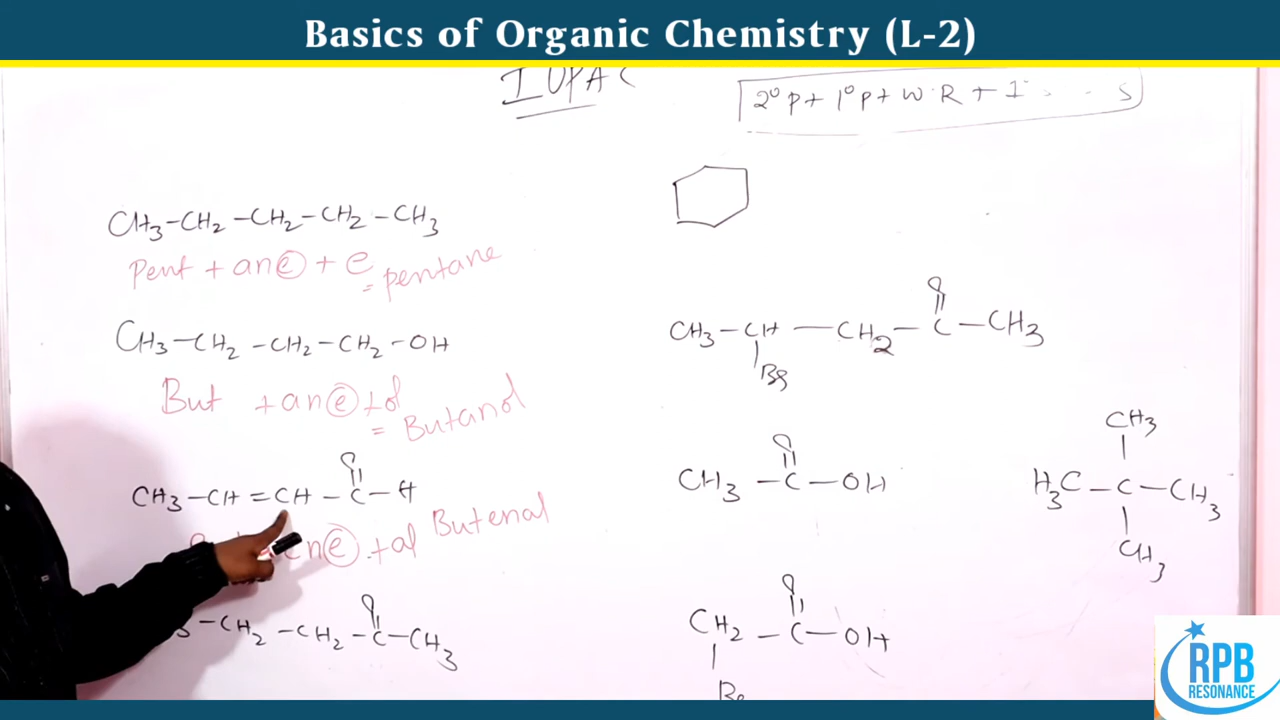 Basics of Organic Chemistry (L-2)
IUPAC
2° p + 1° p + W.R + 1° . . . s
CH3-CH2-CH2-CH2-CH3
Pent + ane + e = pentane
CH3-CH2-CH2-CH2-OH
But + ane + ol = Butanol
O
CH3-CH=CH-C-H
en e + al Butenal
O
-CH2-CH2-C-CH3
O
CH3-CH-CH2-C-CH3
Br
O
CH3-C-OH
CH3
H3C-C-CH3
CH3
O
CH2-C-OH
Br
RPB
RESONANCE